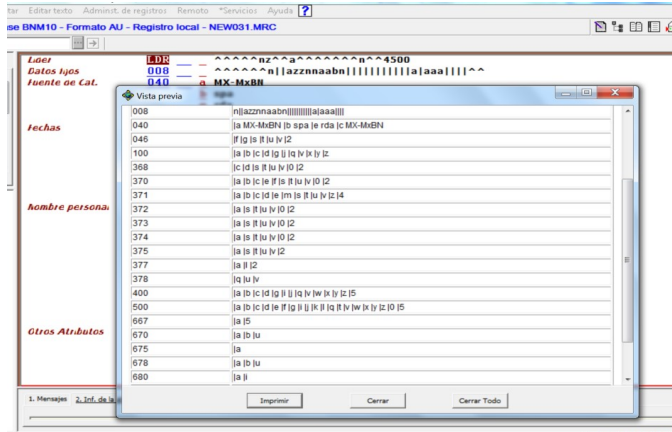 tar Editar texto Administ. de registros Remoto *Servicios Ayuda ?
se BNM10 - Formato AU - Registro local - NEW031.MRC
Lider LDR _ _ ^^^^^nz^^a^^^^^^^n^^4500
Datos fijos 008 _ _ ^^^^^^n||azznnaabn|||||||||||a|aaa||||^^
Fuente de Cat. 040 _ _ a MX-MxBN
Vista previa
008 n||azznnaabn|||||||||||a|aaa||||
040 |a MX-MxBN |b spa |e rda |c MX-MxBN
Fechas
046 |f |g |s |t |u |v |2
100 |a |b |c |d |g |j |q |v |x |y |z
368 |c |d |s |t |u |v |0 |2
370 |a |b |c |e |f |s |t |u |v |0 |2
371 |a |b |c |d |e |m |s |t |u |v |z |4
Nombre personal
372 |a |s |t |u |v |0 |2
373 |a |s |t |u |v |0 |2
374 |a |s |t |u |v |0 |2
375 |a |s |t |u |v |2
377 |a |l |2
378 |q |u |v
400 |a |b |c |d |g |i |j |q |v |w |x |y |z |5
500 |a |b |c |d |e |f |g |i |j |k |l |q |t |v |w |x |y |z |0 |5
667 |a |5
Otros Atributos
670 |a |b |u
675 |a
678 |a |b |u
680 |a |i
Imprimir Cerrar Cerrar Todo
1. Mensajes 2. Inf. de la